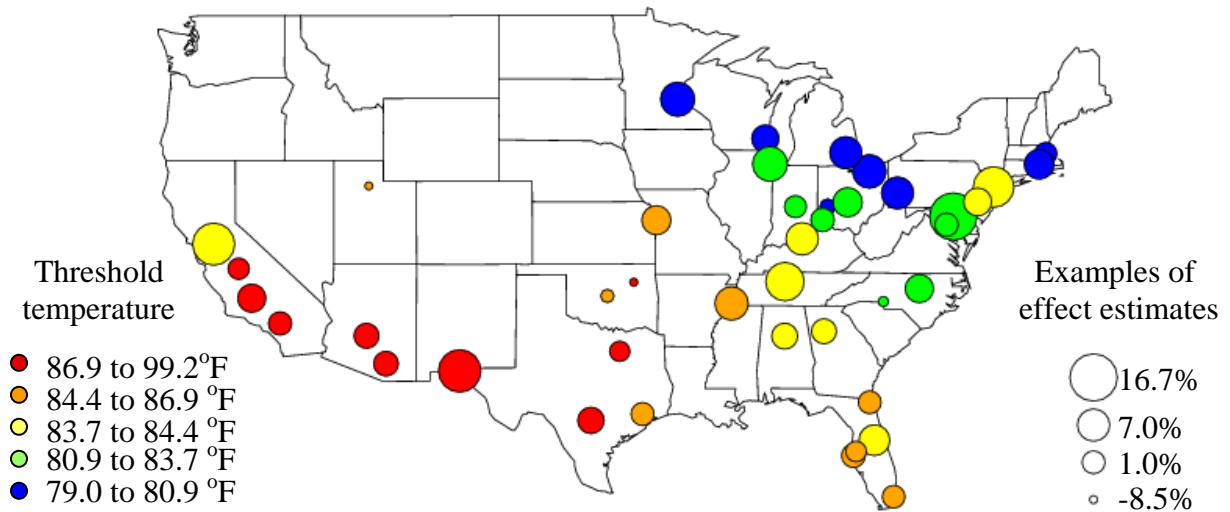 Threshold
temperature
86.9 to 99.2°F
84.4 to 86.9 °F
83.7 to 84.4 °F
80.9 to 83.7 °F
79.0 to 80.9 °F
Examples of
effect estimates
16.7%
7.0%
1.0%
-8.5%